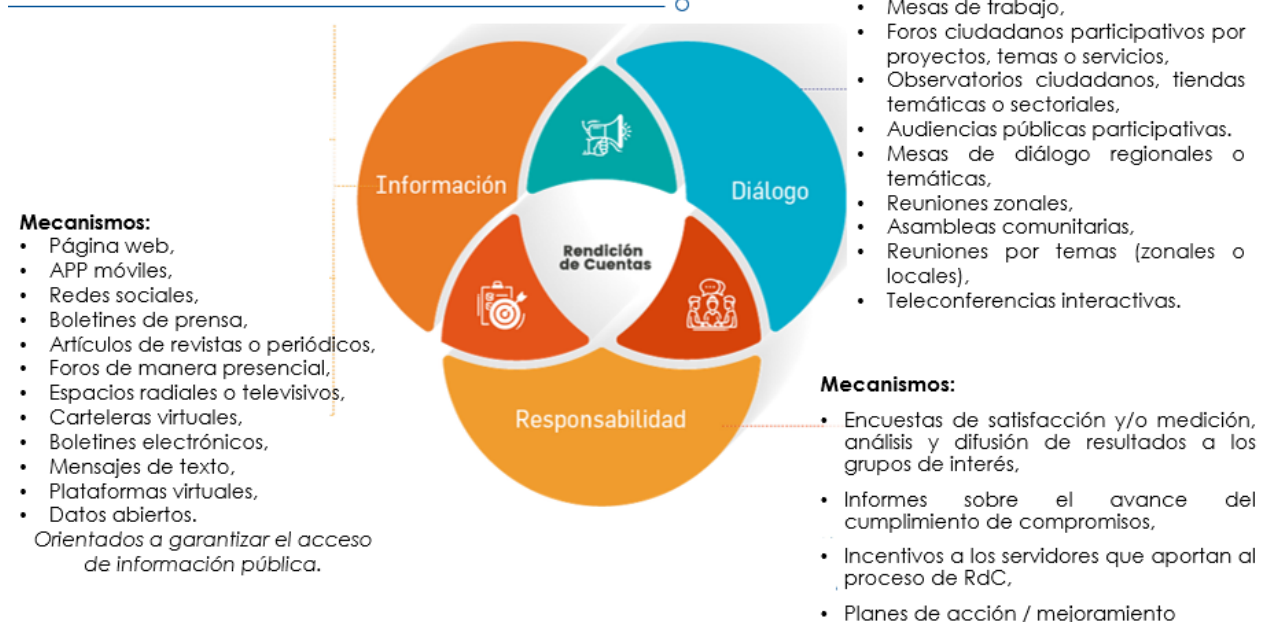 Mecanismos:
• Página web,
• APP móviles,
• Redes sociales,
• Boletines de prensa,
• Artículos de revistas o periódicos,
• Foros de manera presencial,
• Espacios radiales o televisivos,
• Carteleras virtuales,
• Boletines electrónicos,
• Mensajes de texto,
• Plataformas virtuales,
• Datos abiertos.
Orientados a garantizar el acceso
de información pública.
Información
Diálogo
Rendición
de Cuentas
Responsabilidad
• Mesas de trabajo,
• Foros ciudadanos participativos por
proyectos, temas o servicios,
• Observatorios ciudadanos, tiendas
temáticas o sectoriales,
• Audiencias públicas participativas.
• Mesas de diálogo regionales o
temáticas,
• Reuniones zonales,
• Asambleas comunitarias,
• Reuniones por temas (zonales o
locales),
• Teleconferencias interactivas.
Mecanismos:
• Encuestas de satisfacción y/o medición,
análisis y difusión de resultados a los
grupos de interés,
• Informes sobre el avance del
cumplimiento de compromisos,
• Incentivos a los servidores que aportan al
proceso de RdC,
• Planes de acción / mejoramiento